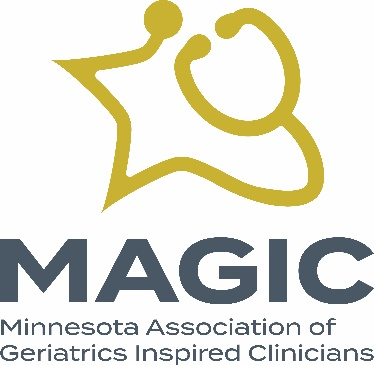 MAGIC
Minnesota Association of
Geriatrics Inspired Clinicians